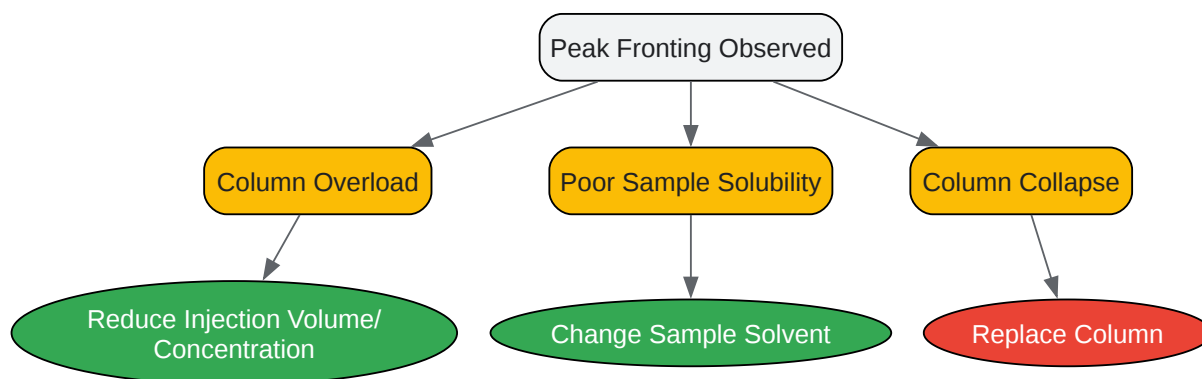 Peak Fronting Observed
Column Overload
Poor Sample Solubility
Column Collapse
Reduce Injection Volume/
Concentration
Change Sample Solvent
Replace Column